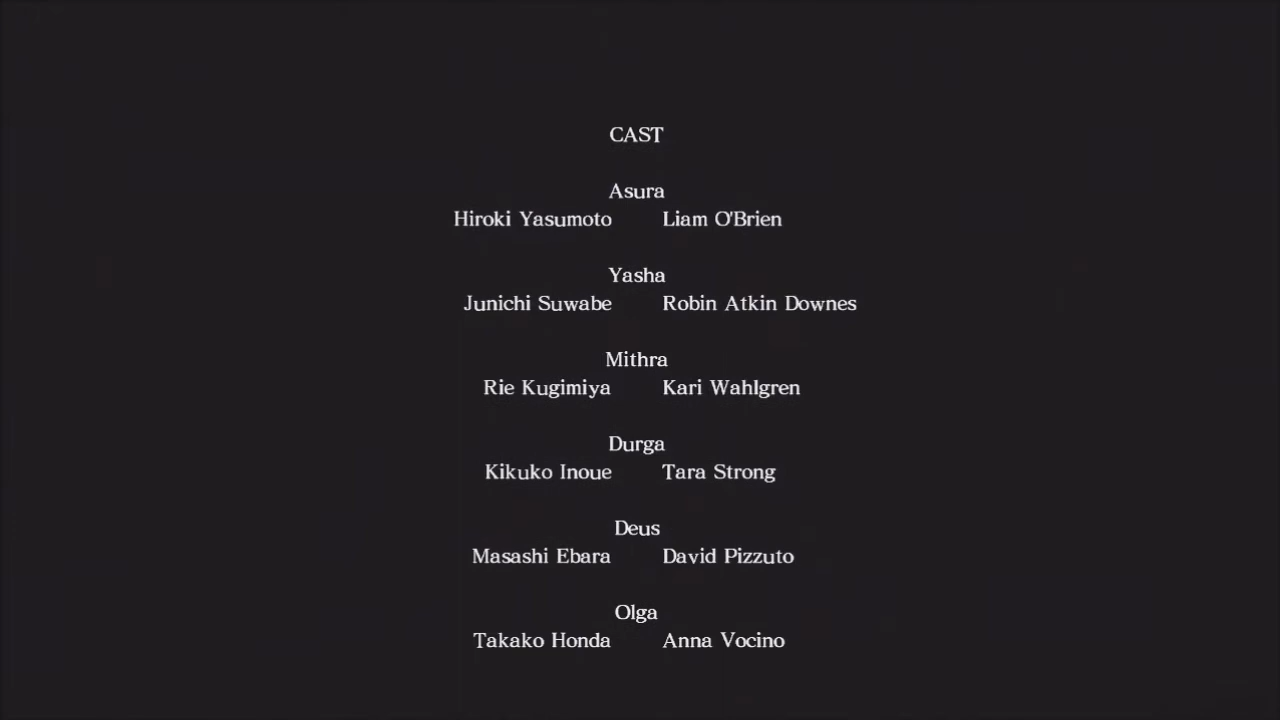 CAST
Asura
Hiroki Yasumoto Liam O'Brien
Yasha
Junichi Suwabe Robin Atkin Downes
Mithra
Rie Kugimiya Kari Wahlgren
Durga
Kikuko Inoue Tara Strong
Deus
Masashi Ebara David Pizzuto
Olga
Takako Honda Anna Vocino